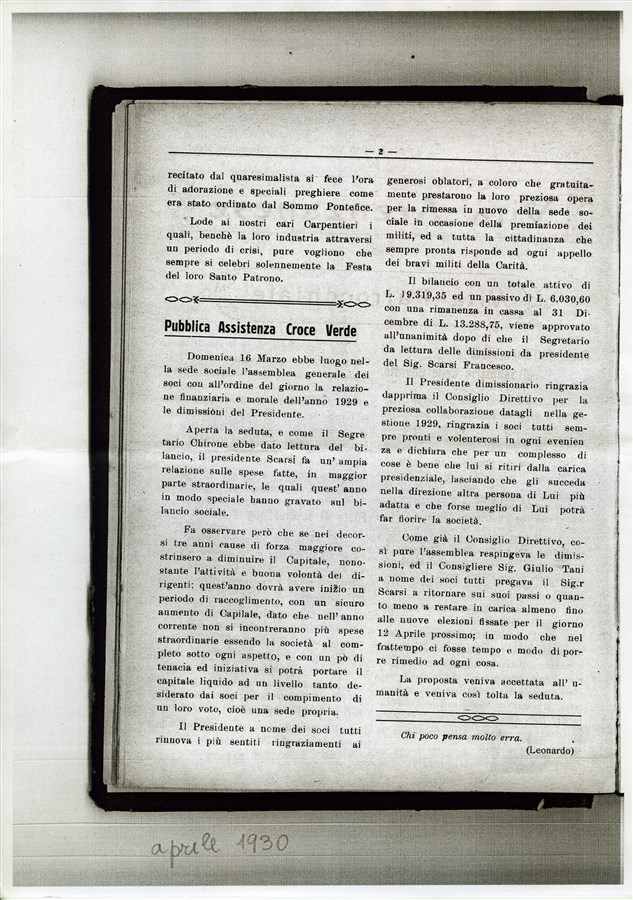 — 2 —
recitato dal quaresimalista si fece l'ora
di adorazione e speciali preghiere come
era stato ordinato dal Sommo Pontefice.
Lode ai nostri cari Carpentieri i
quali, benchè la loro industria attraversi
un periodo di crisi, pure vogliono che
sempre si celebri solennemente la Festa
del loro Santo Patrono.
Pubblica Assistenza Croce Verde
Domenica 16 Marzo ebbe luogo nel-
la sede sociale l'assemblea generale dei
soci con all'ordine del giorno la relazio-
ne finanziaria e morale dell'anno 1929 e
le dimissioni del Presidente.
Aperta la seduta, e come il Segre
tario Chirone ebbe dato lettura del bi-
lancio, il presidente Scarsi fa un' ampia
relazione sulle spese fatte, in maggior
parte straordinarie, le quali quest' anno
in modo speciale hanno gravato sul bi-
lancio sociale.
Fa osservare però che se nei decor-
si tre anni cause di forza maggiore co-
strinsero a diminuire il Capitale, nono-
stante l'attività e buona volontà dei di-
rigenti: quest'anno dovrà avere inizio un
periodo di raccoglimento, con un sicuro
aumento di Capilale, dato che nell' anno
corrente non si incontreranno più spese
straordinarie essendo la società al com-
pleto sotto ogni aspetto, e con un pò di
tenacia ed iniziativa si potrà portare il
capitale liquido ad un livello tanto de-
siderato dai soci per il compimento di
un loro voto, cioè una sede propria.
Il Presidente a nome dei soci tutti
rinnova i più sentiti ringraziamenti ai
generosi oblatori, a coloro che gratuita-
mente prestarono la loro preziosa opera
per la rimessa in nuovo della sede so-
ciale in occasione della premiazione dei
militi, ed a tutta la cittadinanza che
sempre pronta risponde ad ogni appello
dei bravi militi della Carità.
Il bilancio con un totale attivo di
L. 19.319,35 ed un passivo di L. 6.030,60
con una rimanenza in cassa al 31 Di-
cembre di L. 13.288,75, viene approvato
all'unanimità dopo di che il Segretario
da lettura delle dimissioni da presidente
del Sig. Scarsi Francesco.
Il Presidente dimissionario ringrazia
dapprima il Consiglio Direttivo per la
preziosa collaborazione datagli nella ge-
stione 1929, ringrazia i soci tutti sem-
pre pronti e volenterosi in ogni evenien
za e dichiara che per un complesso di
cose è bene che lui si ritiri dalla carica
presidenziale, lasciando che gli succeda
nella direzione altra persona di Lui più
adatta e che forse meglio di Lui potrà
far fiorire la società.
Come già il Consiglio Direttivo, co-
sì pure l'assemblea respingeva le dimis-
sioni, ed il Consigliere Sig. Giulio Tani
a nome dei soci tutti pregava il Sig.r
Scarsi a ritornare sui suoi passi o quan-
to meno a restare in carica almeno fino
alle nuove elezioni fissate per il giorno
12 Aprile prossimo; in modo che nel
frattempo ci fosse tempo e modo di por-
re rimedio ad ogni cosa.
La proposta veniva accettata all' u-
manità e veniva così tolta la seduta.
Chi poco pensa molto erra.
(Leonardo)
aprile 1930